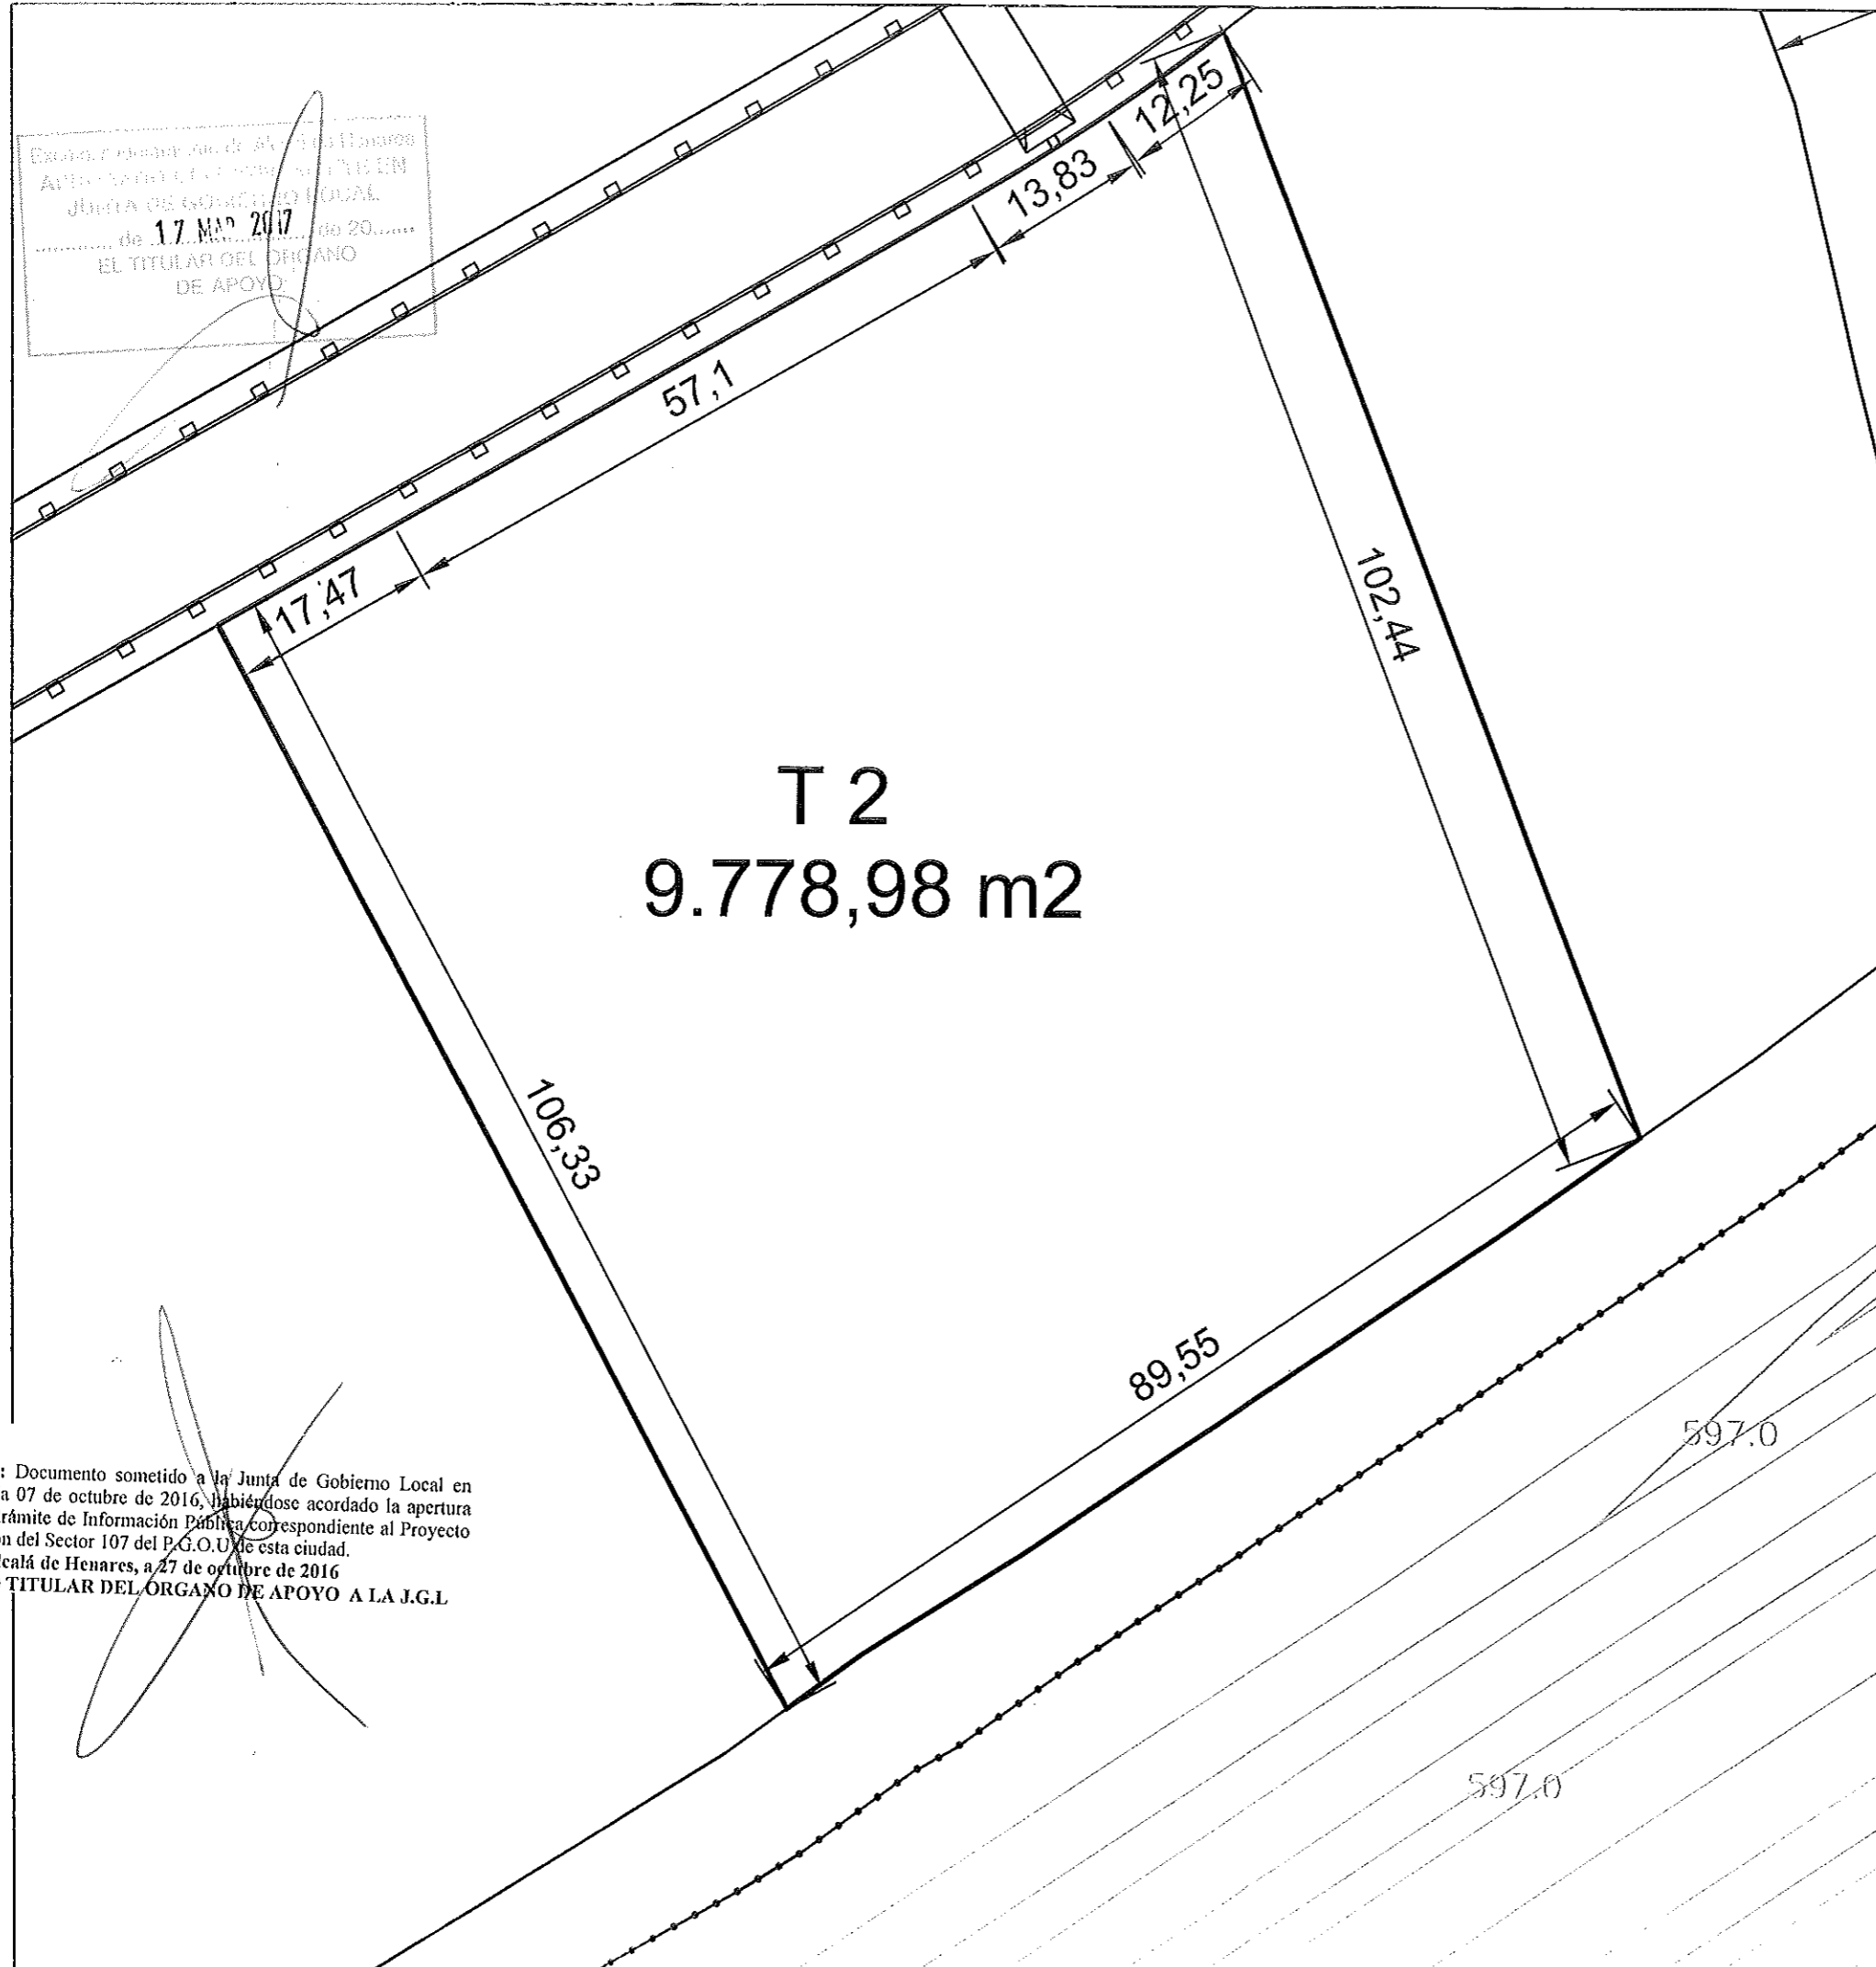 JUNTA DE GOBIERNO LOCAL
de 17 MAR 2017 de 20
EL TITULAR DEL ORGANO
DE APOYO
12,25
13,83
57,1
17,47
102,44
T 2
9.778,98 m2
106,33
89,55
597.0
597.0
: Documento sometido a la Junta de Gobierno Local en
a 07 de octubre de 2016, habiéndose acordado la apertura
rámite de Información Pública correspondiente al Proyecto
n del Sector 107 del P.G.O.U de esta ciudad.
calá de Henares, a 27 de octubre de 2016
TITULAR DEL ÓRGANO DE APOYO A LA J.G.L